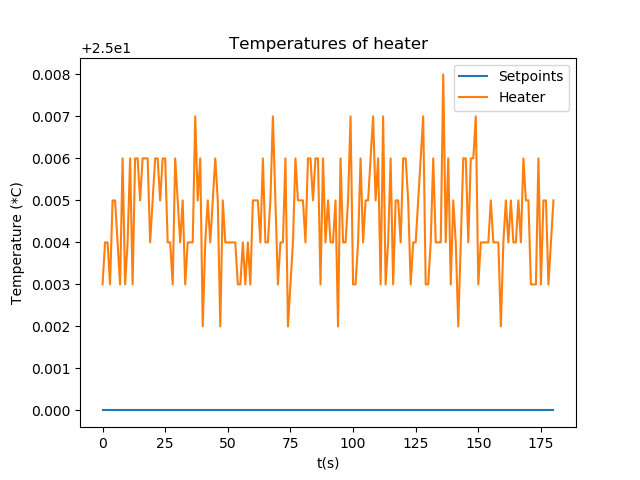 Temperatures of heater
+2.5e1
Setpoints
Heater
0.008
0.007
0.006
0.005
0.004
0.003
0.002
0.001
0.000
Temperature (*C)
0 25 50 75 100 125 150 175
t(s)